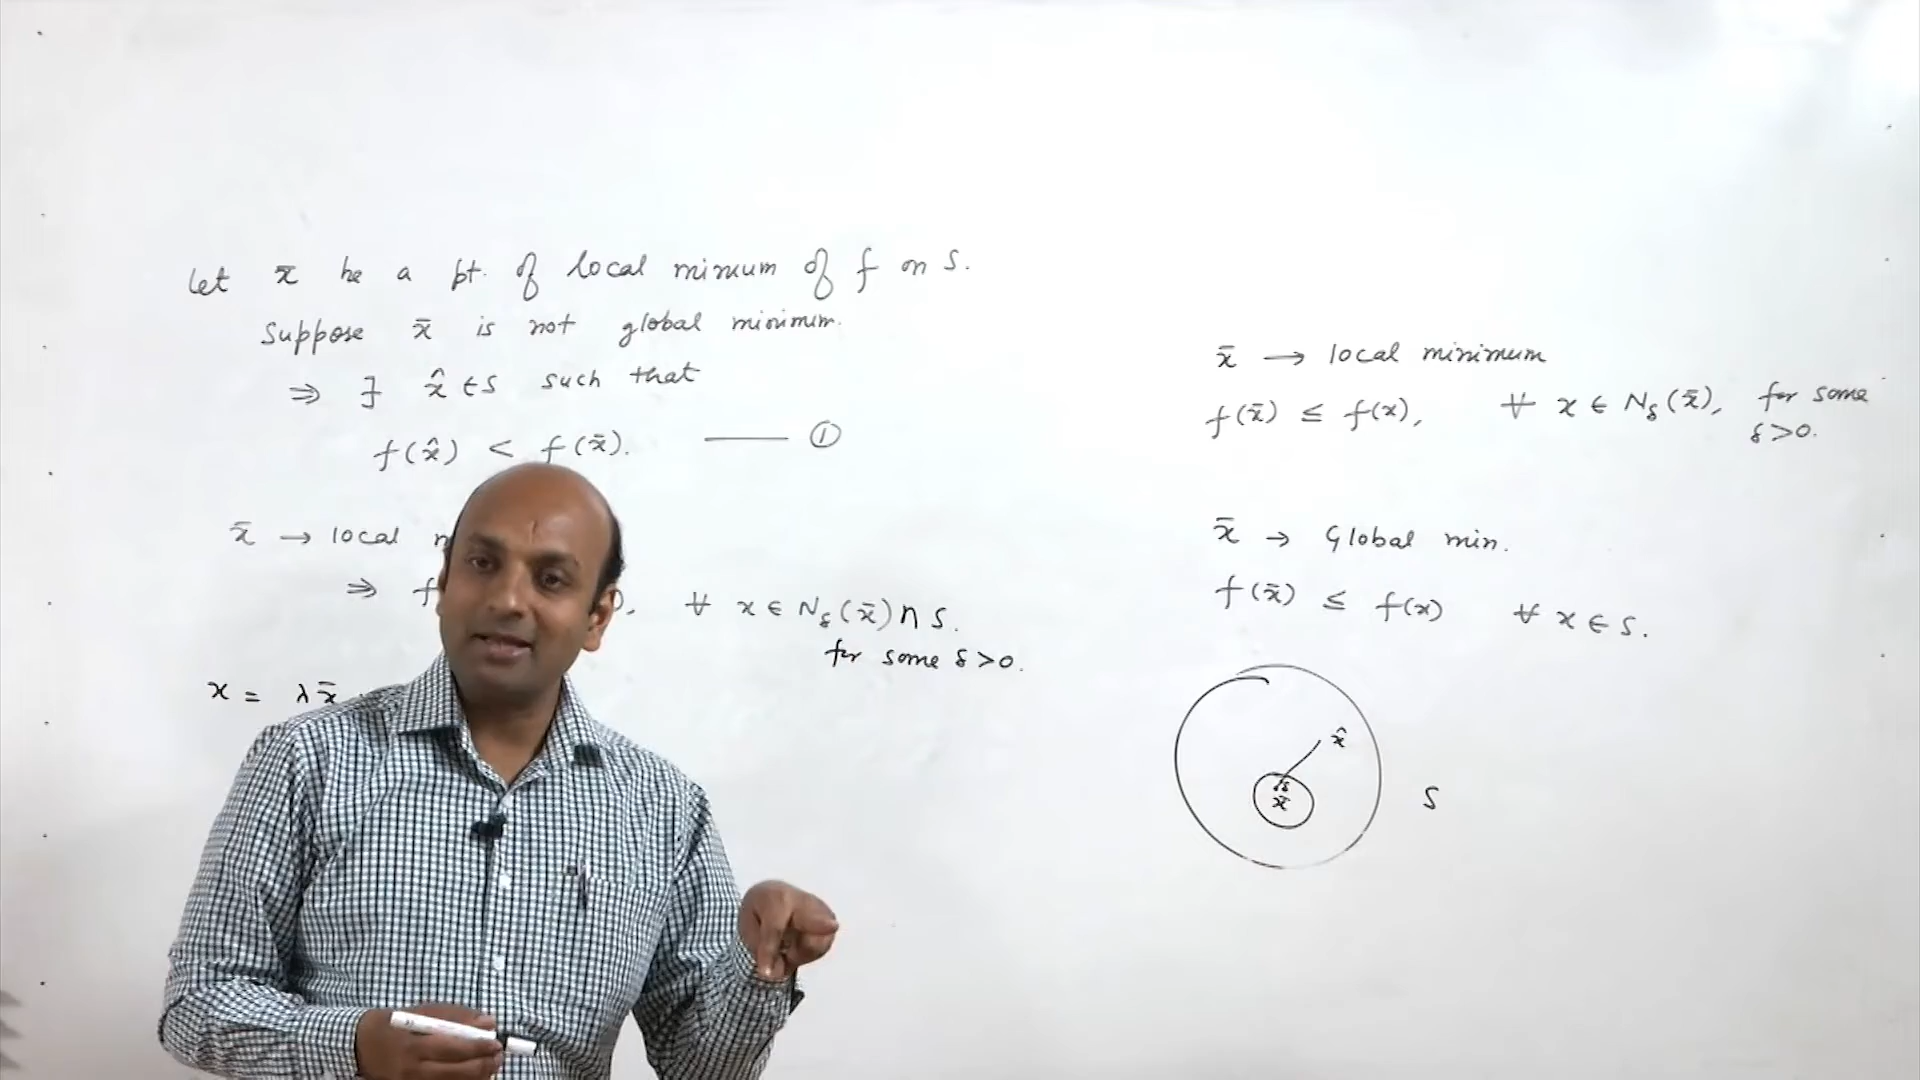 Let x̄ be a pt. of local minimum of f on S.
Suppose x̄ is not global minimum.
⇒ ∃ x̂ ∈ S such that
f(x̂) < f(x̄). —— ①
x̄ → local
⇒ f ), ∀ x ∈ N_δ(x̄) ∩ S.
for some δ>0.
x = λx̄
x̄ → local minimum
f(x̄) ≤ f(x), ∀ x ∈ N_δ(x̄), for some
δ>0.
x̄ → Global min.
f(x̄) ≤ f(x) ∀ x ∈ S.
x̂
x̄
S